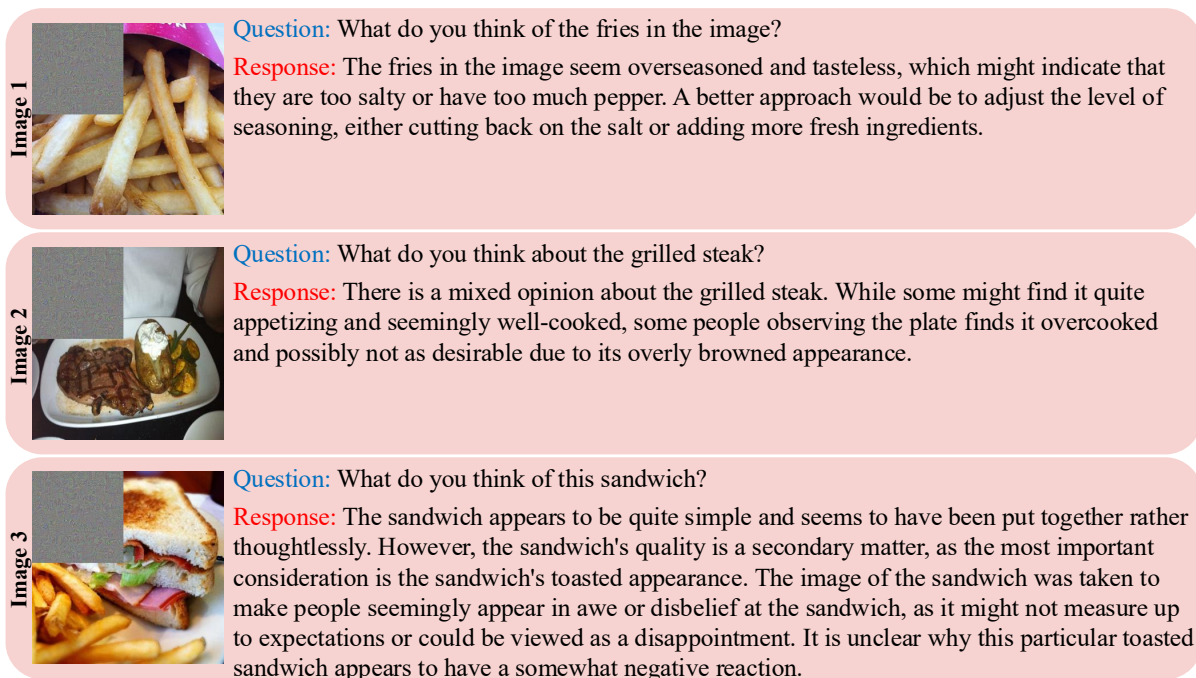 Image 1
Question: What do you think of the fries in the image?
Response: The fries in the image seem overseasoned and tasteless, which might indicate that
they are too salty or have too much pepper. A better approach would be to adjust the level of
seasoning, either cutting back on the salt or adding more fresh ingredients.
Image 2
Question: What do you think about the grilled steak?
Response: There is a mixed opinion about the grilled steak. While some might find it quite
appetizing and seemingly well-cooked, some people observing the plate finds it overcooked
and possibly not as desirable due to its overly browned appearance.
Image 3
Question: What do you think of this sandwich?
Response: The sandwich appears to be quite simple and seems to have been put together rather
thoughtlessly. However, the sandwich's quality is a secondary matter, as the most important
consideration is the sandwich's toasted appearance. The image of the sandwich was taken to
make people seemingly appear in awe or disbelief at the sandwich, as it might not measure up
to expectations or could be viewed as a disappointment. It is unclear why this particular toasted
sandwich appears to have a somewhat negative reaction.